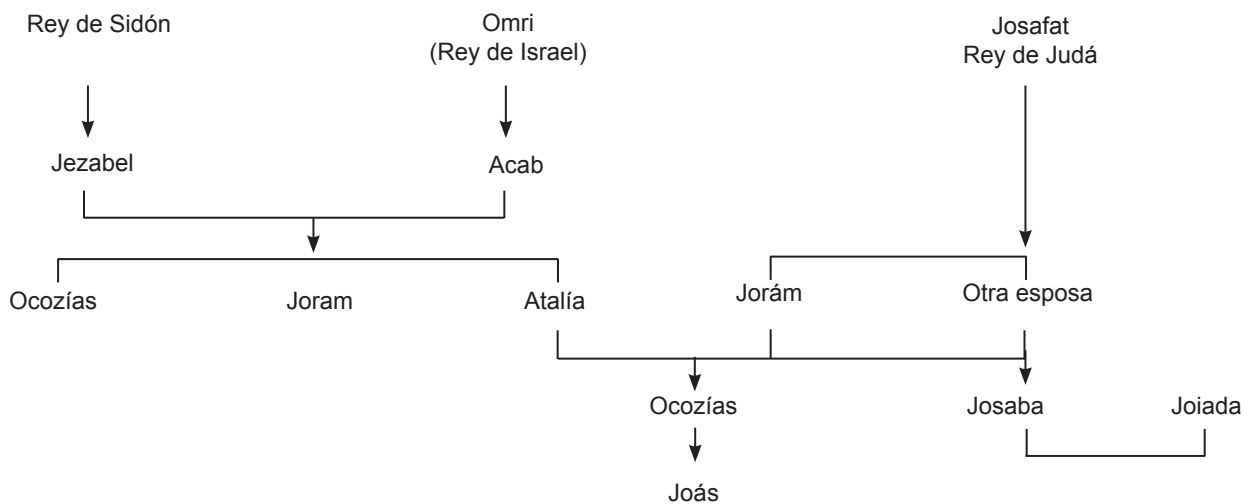 Rey de Sidón
Omri
(Rey de Israel)
Josafat
Rey de Judá
Jezabel
Acab
Ocozías
Joram
Atalía
Jorám
Otra esposa
Ocozías
Josaba
Joiada
Joás